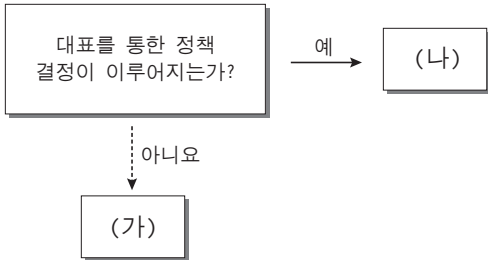 대표를 통한 정책
결정이 이루어지는가?
예
(나)
아니요
(가)